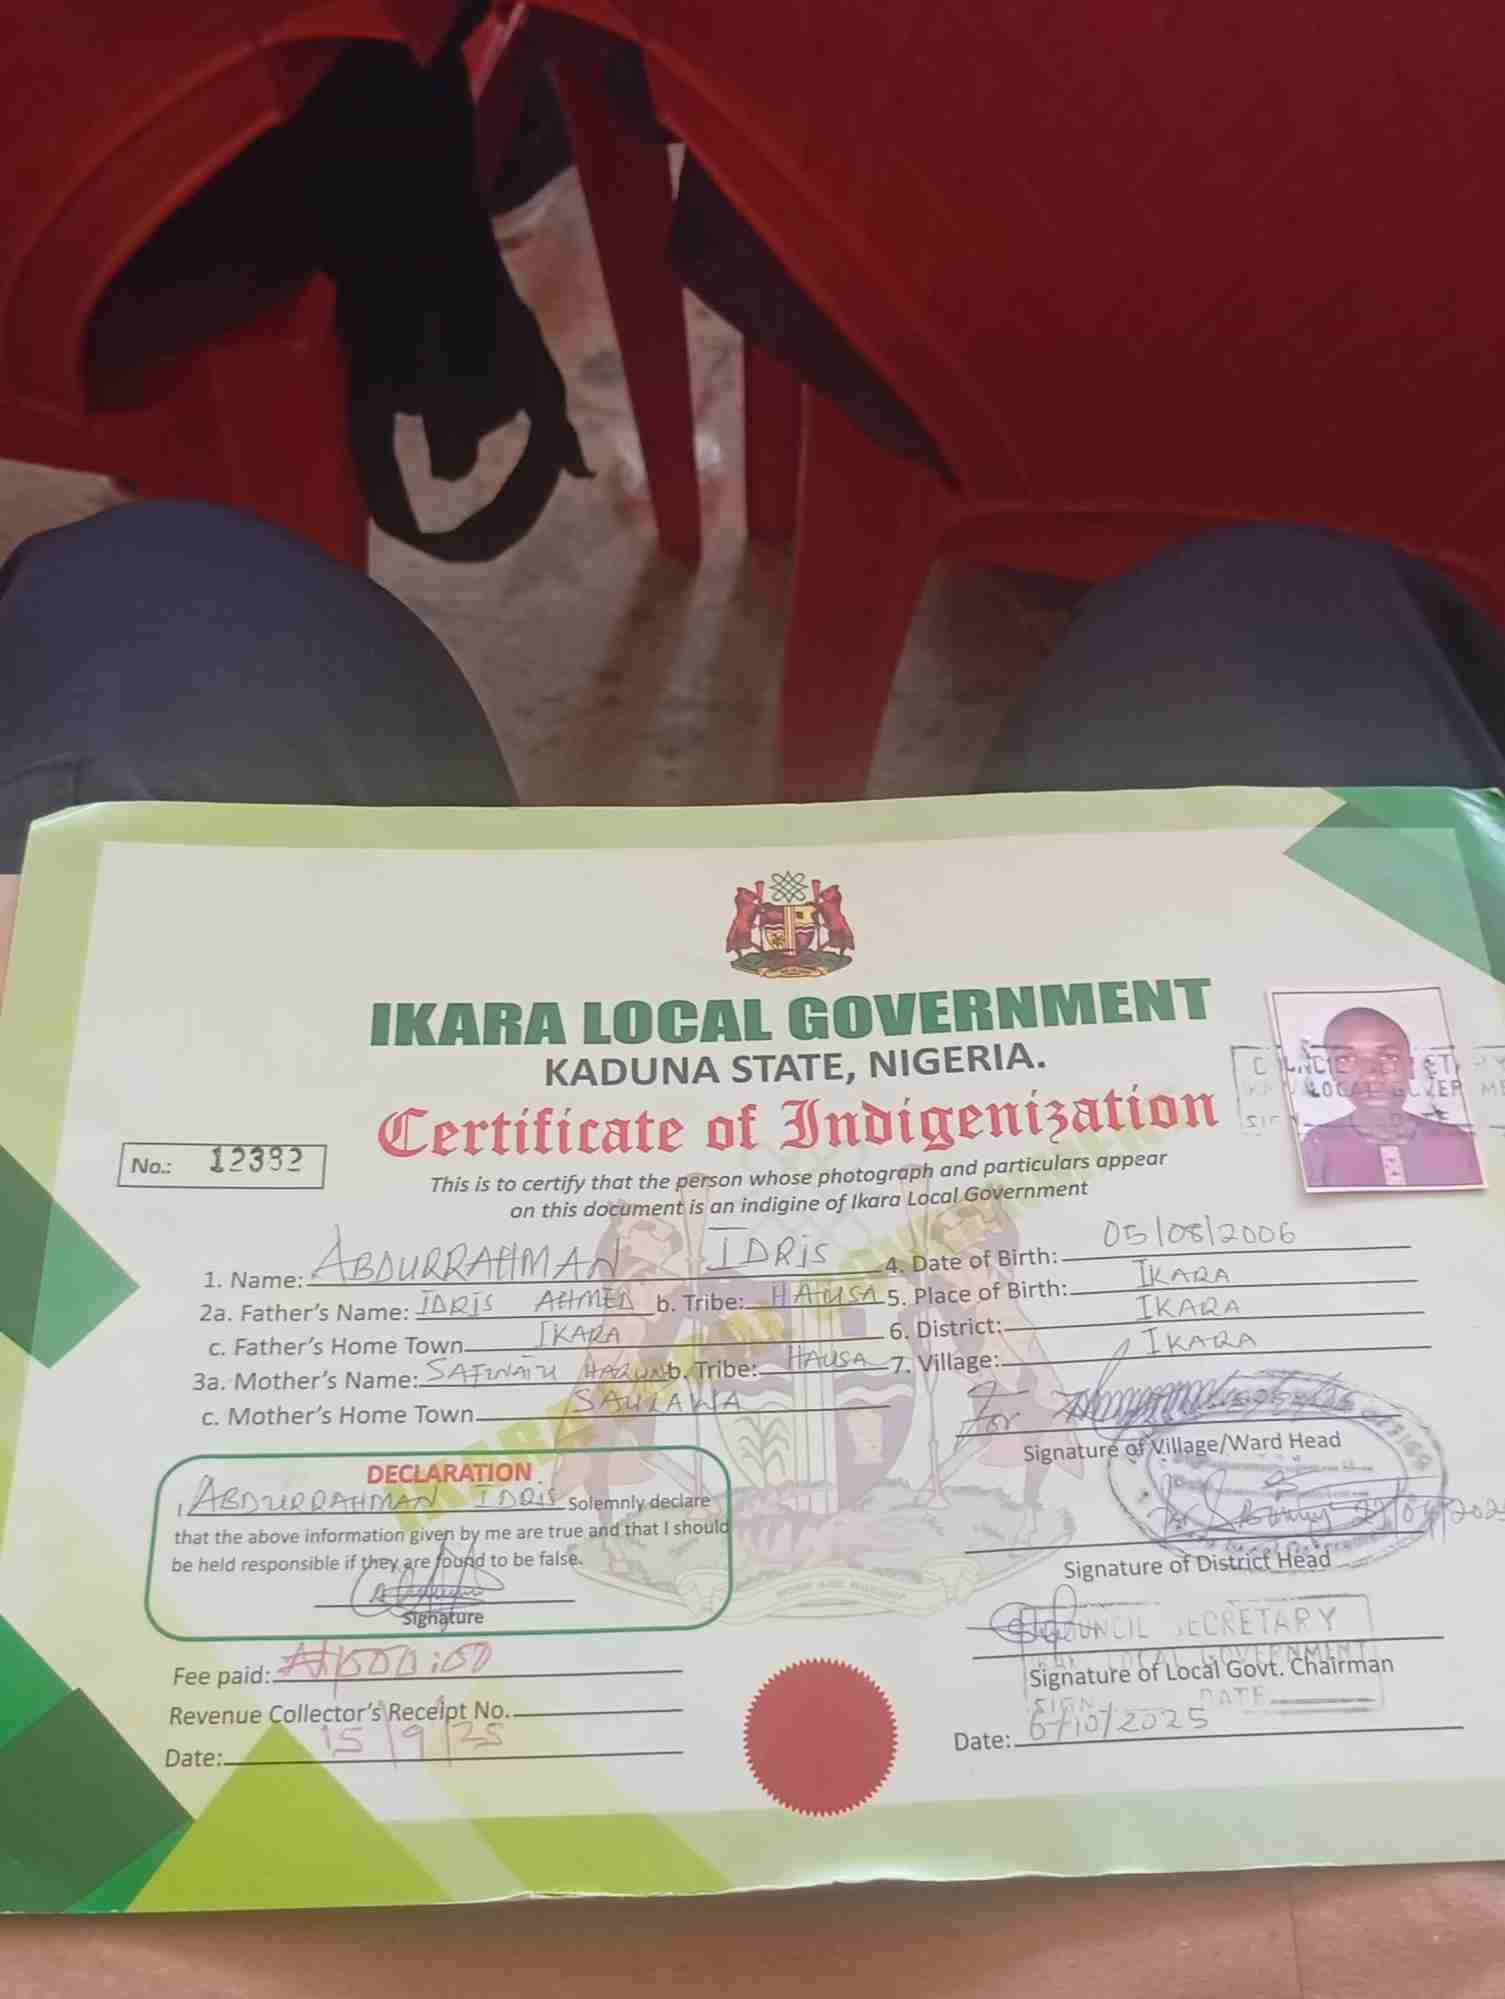 IKARA LOCAL GOVERNMENT
KADUNA STATE, NIGERIA.
Certificate of Indigenization
No.: 12382
This is to certify that the person whose photograph and particulars appear
on this document is an indigine of Ikara Local Government
1. Name: ABDURRAHMAN IDRIS
2a. Father's Name: IDRIS AHMED b. Tribe: HAUSA
c. Father's Home Town IKARA
3a. Mother's Name: HARUN b. Tribe: HAUSA
c. Mother's Home Town SAULAWA
4. Date of Birth: 05/08/2006
5. Place of Birth: IKARA
6. District: IKARA
7. Village: IKARA
For
Signature of Village/Ward Head
Signature of District Head
COUNCIL SECRETARY
LOCAL GOVERNMENT
Signature of Local Govt. Chairman
SIGN DATE
Date: 6/10/2025
DECLARATION
I, ABDURRAHMAN IDRIS Solemnly declare
that the above information given by me are true and that I should
be held responsible if they are found to be false.
Signature
Fee paid: ₦1500:00
Revenue Collector's Receipt No.
Date: 15/9/25